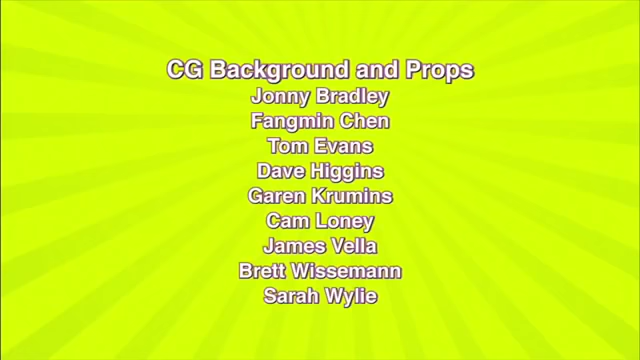 CG Background and Props
Jonny Bradley
Fangmin Chen
Tom Evans
Dave Higgins
Garen Krumins
Cam Loney
James Vella
Brett Wissemann
Sarah Wylie